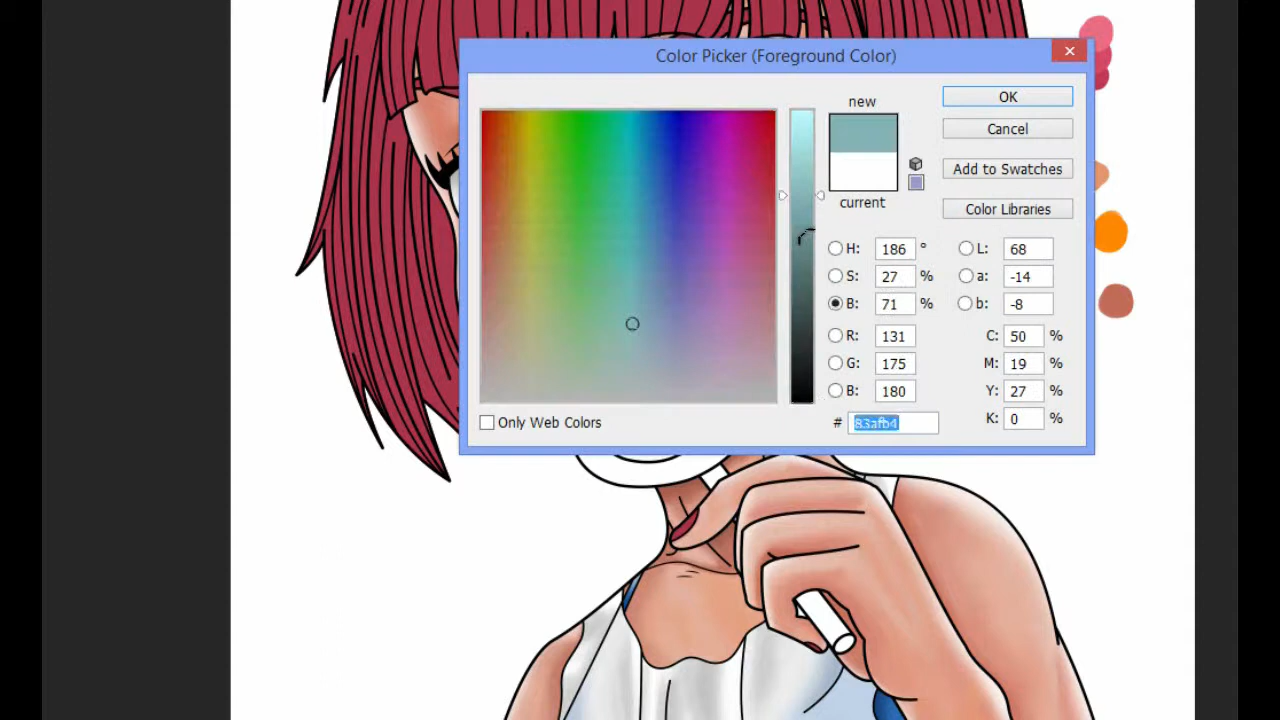 Color Picker (Foreground Color)
new
current
OK
Cancel
Add to Swatches
Color Libraries
H: 186 °
S: 27 %
B: 71 %
R: 131
G: 175
B: 180
# 83afb4
L: 68
a: -14
b: -8
C: 50 %
M: 19 %
Y: 27 %
K: 0 %
Only Web Colors